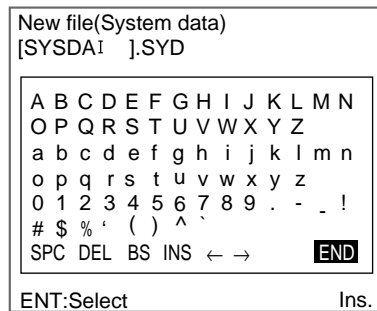 New file(System data)
[SYSDAI ].SYD
A B C D E F G H I J K L M N
O P Q R S T U V W X Y Z
a b c d e f g h i j k l m n
o p q r s t u v w x y z
0 1 2 3 4 5 6 7 8 9 . - _ !
# $ % ‘ ( ) ^ `
SPC DEL BS INS ← → END
ENT:Select Ins.